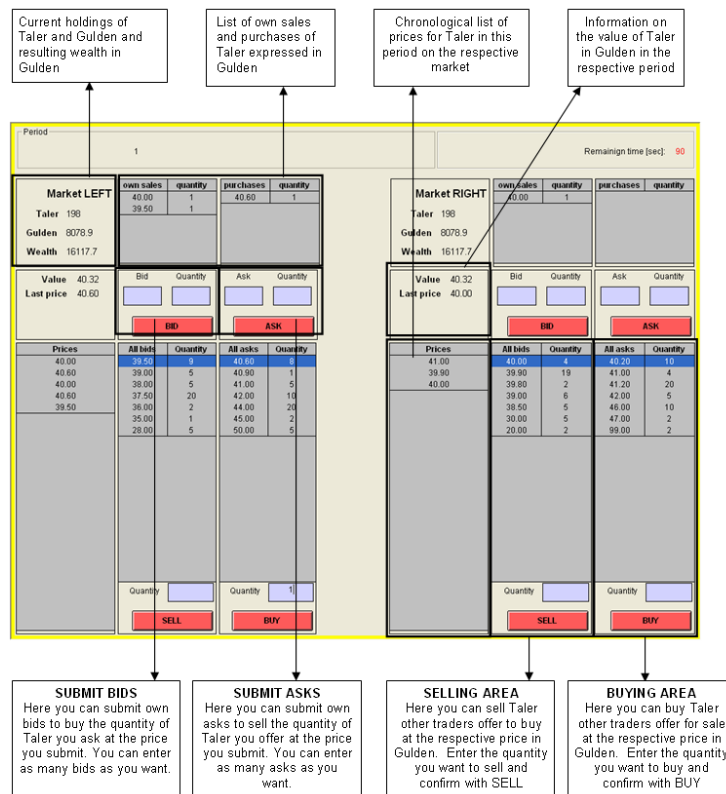 Current holdings of
Taler and Gulden and
resulting wealth in
Gulden
List of own sales
and purchases of
Taler expressed in
Gulden
Chronological list of
prices for Taler in this
period on the respective
market
Information on
the value of Taler
in Gulden in the
respective period
Period
1
Remainign time [sec]: 90
Market LEFT
Taler 198
Gulden 8078.9
Wealth 16117.7
own sales quantity
40.00 1
39.50 1
purchases quantity
40.60 1
Value 40.32
Last price 40.60
Bid Quantity
BID
Ask Quantity
ASK
Prices
40.00
40.60
40.00
40.60
39.50
All bids Quantity
39.50 9
39.00 5
38.00 5
37.50 20
36.00 2
35.00 1
28.00 5
Quantity
SELL
All asks Quantity
40.60 8
40.90 1
41.00 5
42.00 10
44.00 20
45.00 2
50.00 5
Quantity 1
BUY
Market RIGHT
Taler 198
Gulden 8078.9
Wealth 16117.7
own sales quantity
40.00 1
purchases quantity
Value 40.32
Last price 40.00
Bid Quantity
BID
Ask Quantity
ASK
Prices
41.00
39.90
40.00
All bids Quantity
40.00 4
39.90 19
39.80 2
39.00 6
38.50 5
30.00 5
20.00 2
Quantity
SELL
All asks Quantity
40.20 10
41.00 4
41.20 20
42.00 5
46.00 10
47.00 2
99.00 2
Quantity
BUY
SUBMIT BIDS
Here you can submit own
bids to buy the quantity of
Taler you ask at the price
you submit. You can enter
as many bids as you want.
SUBMIT ASKS
Here you can submit own
asks to sell the quantity of
Taler you offer at the price
you submit. You can enter
as many asks as you
want.
SELLING AREA
Here you can sell Taler
other traders offer to buy
at the respective price in
Gulden. Enter the quantity
you want to sell and
confirm with SELL
BUYING AREA
Here you can buy Taler
other traders offer for sale
at the respective price in
Gulden. Enter the quantity
you want to buy and
confirm with BUY